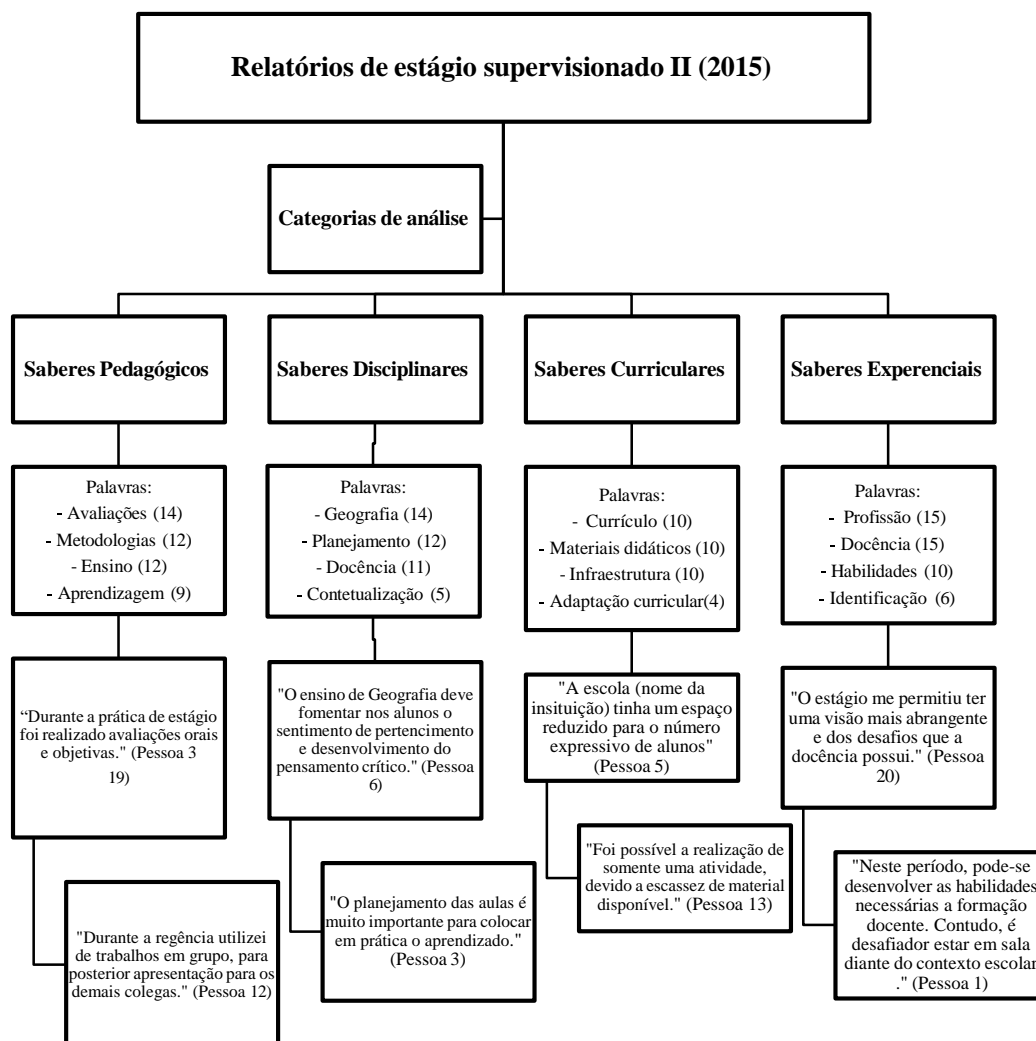 Relatórios de estágio supervisionado II (2015)
Categorias de análise
Saberes Pedagógicos
Saberes Disciplinares
Saberes Curriculares
Saberes Experenciais
Palavras:
- Avaliações (14)
- Metodologias (12)
- Ensino (12)
- Aprendizagem (9)
Palavras:
- Geografia (14)
- Planejamento (12)
- Docência (11)
- Contetualização (5)
Palavras:
- Currículo (10)
- Materiais didáticos (10)
- Infraestrutura (10)
- Adaptação curricular(4)
Palavras:
- Profissão (15)
- Docência (15)
- Habilidades (10)
- Identificação (6)
“Durante a prática de estágio
foi realizado avaliações orais
e objetivas." (Pessoa 3
19)
"O ensino de Geografia deve
fomentar nos alunos o
sentimento de pertencimento
e desenvolvimento do
pensamento crítico." (Pessoa
6)
"A escola (nome da
insituição) tinha um espaço
reduzido para o número
expressivo de alunos"
(Pessoa 5)
"O estágio me permitiu ter
uma visão mais abrangente
e dos desafios que a
docência possui." (Pessoa
20)
"Durante a regência utilizei
de trabalhos em grupo, para
posterior apresentação para os
demais colegas." (Pessoa 12)
"O planejamento das aulas é
muito importante para colocar
em prática o aprendizado."
(Pessoa 3)
"Foi possível a realização de
somente uma atividade,
devido a escassez de material
disponível." (Pessoa 13)
"Neste período, pode-se
desenvolver as habilidades
necessárias a formação
docente. Contudo, é
desafiador estar em sala
diante do contexto escolar
." (Pessoa 1)